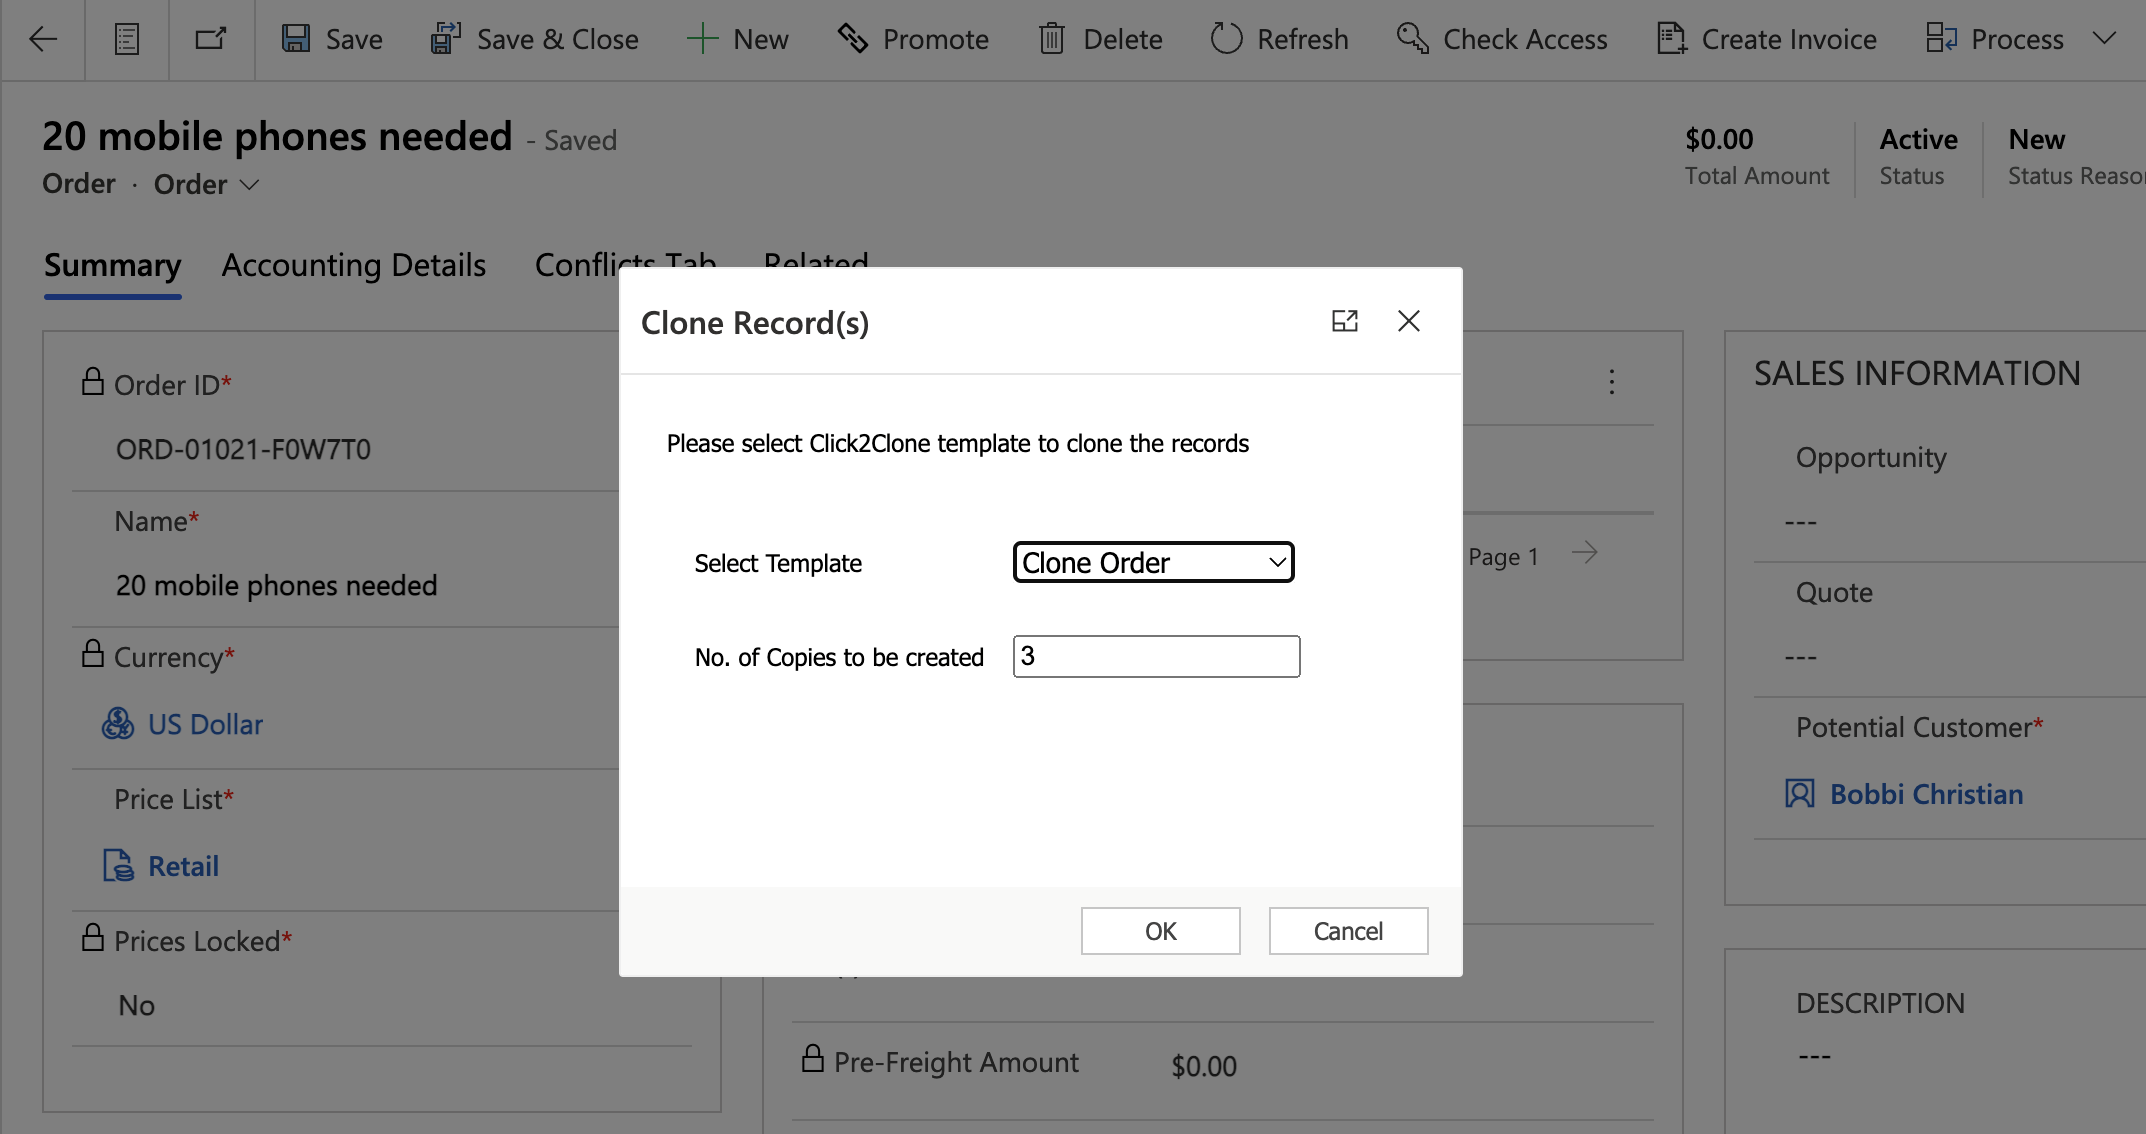 Save
Save & Close
New
Promote
Delete
Refresh
Check Access
Create Invoice
Process
20 mobile phones needed - Saved
Order · Order
$0.00
Total Amount
Active
Status
New
Status Reason
Summary
Accounting Details
Conflicts Tab
Related
Order ID*
ORD-01021-F0W7T0
Name*
20 mobile phones needed
Currency*
US Dollar
Price List*
Retail
Prices Locked*
No
Clone Record(s)
Please select Click2Clone template to clone the records
Select Template
Clone Order
No. of Copies to be created
3
OK
Cancel
Page 1
Pre-Freight Amount
$0.00
SALES INFORMATION
Opportunity
---
Quote
---
Potential Customer*
Bobbi Christian
DESCRIPTION
---